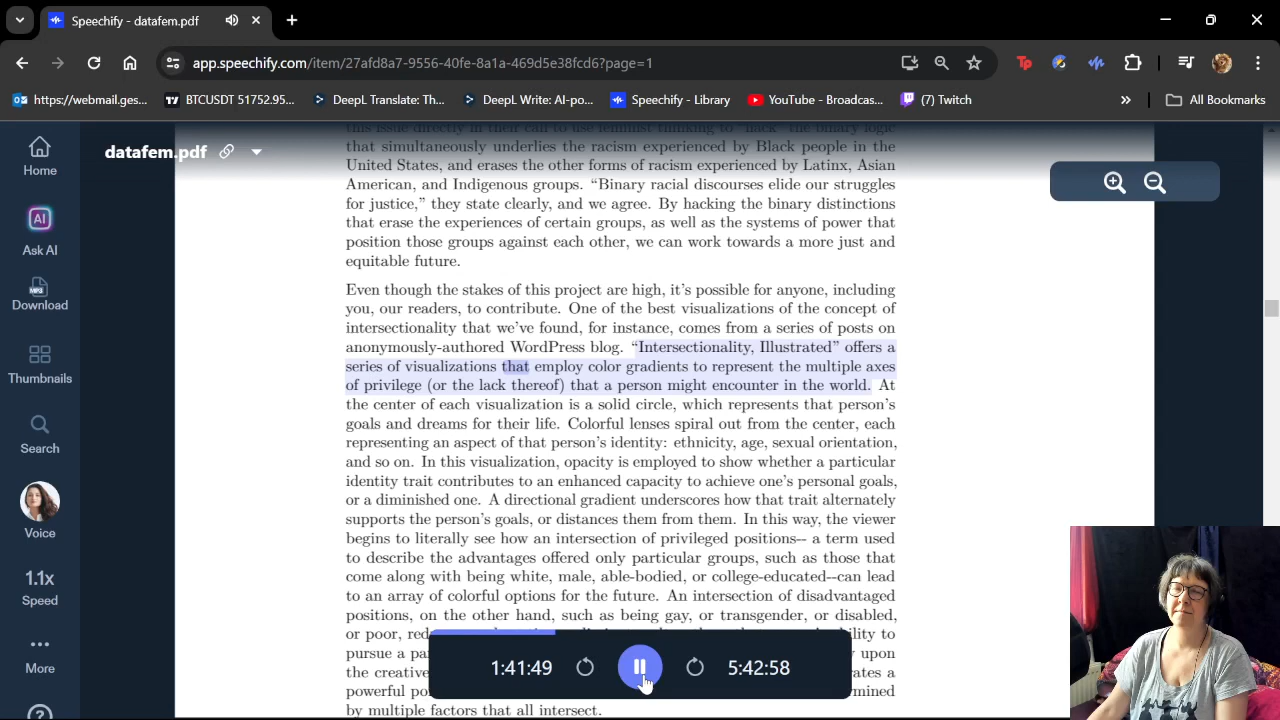 Speechify - datafem.pdf
app.speechify.com/item/27afd8a7-9556-40fe-8a1a-469d5e38fcd6?page=1
https://webmail.ges...
BTCUSDT 51752.95...
DeepL Translate: Th...
DeepL Write: AI-po...
Speechify - Library
YouTube - Broadcas...
(7) Twitch
All Bookmarks
Home
Ask AI
MP3
Download
Thumbnails
Search
Voice
1.1x
Speed
More
datafem.pdf
this issue directly in their call to use feminist thinking to "hack" the binary logic
that simultaneously underlies the racism experienced by Black people in the
United States, and erases the other forms of racism experienced by Latinx, Asian
American, and Indigenous groups. “Binary racial discourses elide our struggles
for justice,” they state clearly, and we agree. By hacking the binary distinctions
that erase the experiences of certain groups, as well as the systems of power that
position those groups against each other, we can work towards a more just and
equitable future.
Even though the stakes of this project are high, it’s possible for anyone, including
you, our readers, to contribute. One of the best visualizations of the concept of
intersectionality that we’ve found, for instance, comes from a series of posts on
anonymously-authored WordPress blog. “Intersectionality, Illustrated” offers a
series of visualizations that employ color gradients to represent the multiple axes
of privilege (or the lack thereof) that a person might encounter in the world. At
the center of each visualization is a solid circle, which represents that person’s
goals and dreams for their life. Colorful lenses spiral out from the center, each
representing an aspect of that person’s identity: ethnicity, age, sexual orientation,
and so on. In this visualization, opacity is employed to show whether a particular
identity trait contributes to an enhanced capacity to achieve one’s personal goals,
or a diminished one. A directional gradient underscores how that trait alternately
supports the person’s goals, or distances them from them. In this way, the viewer
begins to literally see how an intersection of privileged positions-- a term used
to describe the advantages offered only particular groups, such as those that
come along with being white, male, able-bodied, or college-educated--can lead
to an array of colorful options for the future. An intersection of disadvantaged
positions, on the other hand, such as being gay, or transgender, or disabled,
or poor,
pursue a
the creative
powerful
by multiple factors that all intersect.
1:41:49
5:42:58